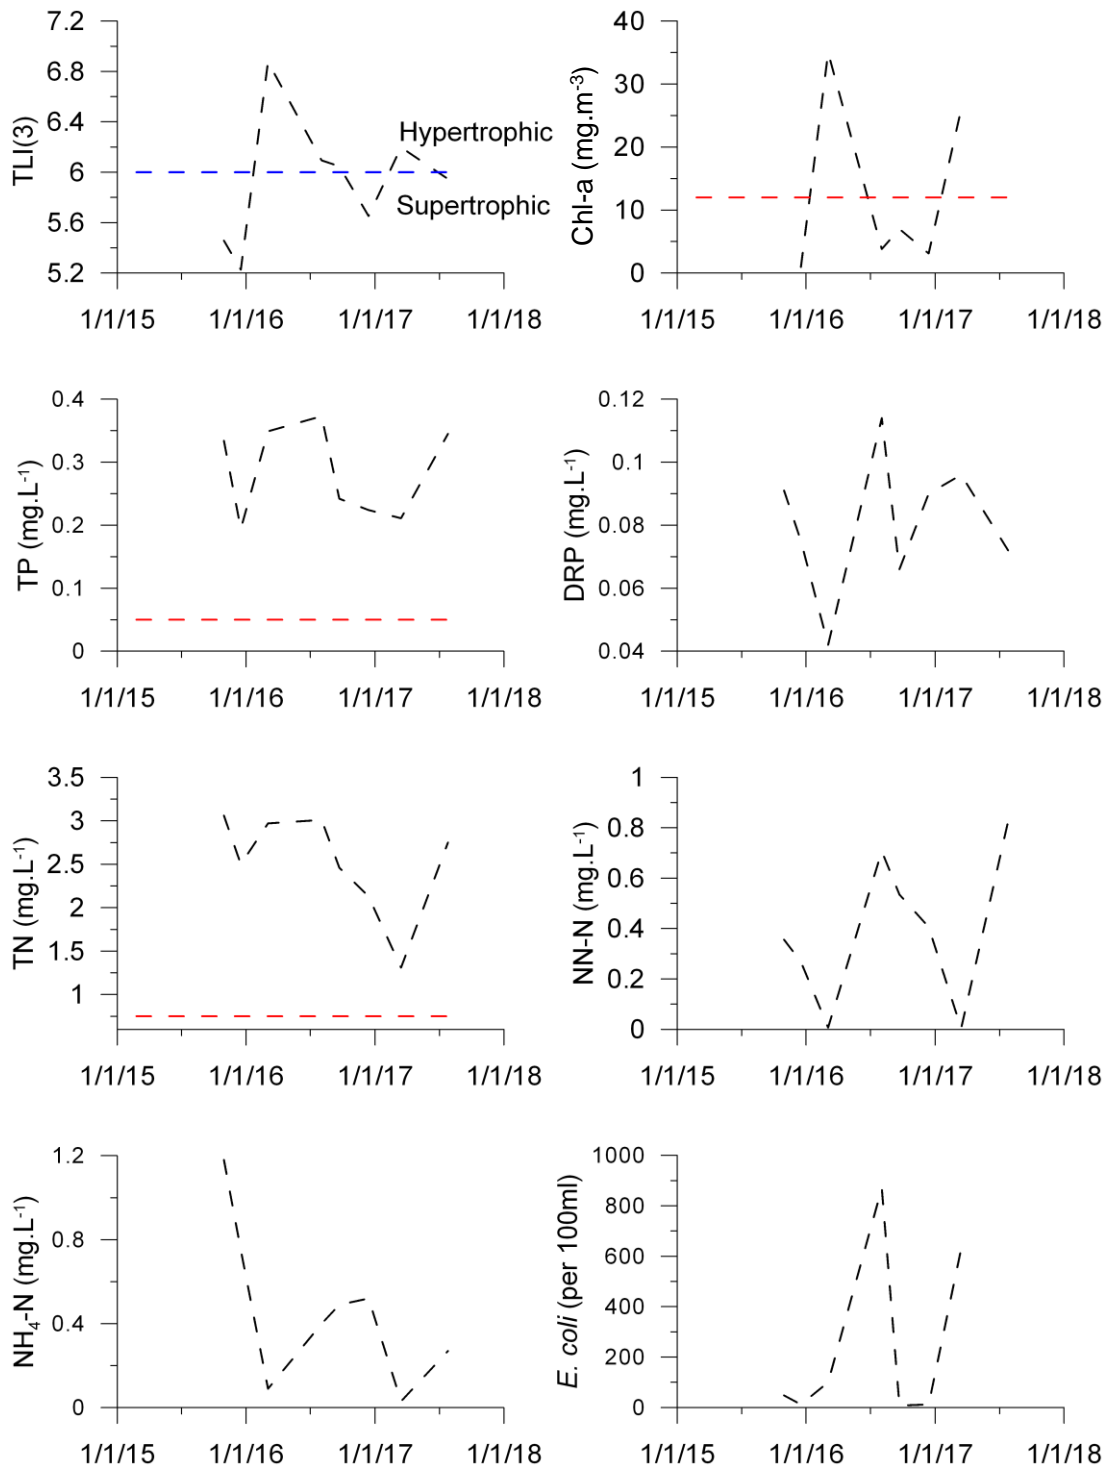 7.2
6.8
6.4
6
5.6
5.2
TLI(3)
Hypertrophic
Supertrophic
1/1/15 1/1/16 1/1/17 1/1/18
40
30
20
10
0
Chl-a (mg.m⁻³)
1/1/15 1/1/16 1/1/17 1/1/18
0.4
0.3
0.2
0.1
0
TP (mg.L⁻¹)
1/1/15 1/1/16 1/1/17 1/1/18
0.12
0.1
0.08
0.06
0.04
DRP (mg.L⁻¹)
1/1/15 1/1/16 1/1/17 1/1/18
3.5
3
2.5
2
1.5
1
TN (mg.L⁻¹)
1/1/15 1/1/16 1/1/17 1/1/18
1
0.8
0.6
0.4
0.2
0
NN-N (mg.L⁻¹)
1/1/15 1/1/16 1/1/17 1/1/18
1.2
0.8
0.4
0
NH₄-N (mg.L⁻¹)
1/1/15 1/1/16 1/1/17 1/1/18
1000
800
600
400
200
0
E. coli (per 100ml)
1/1/15 1/1/16 1/1/17 1/1/18